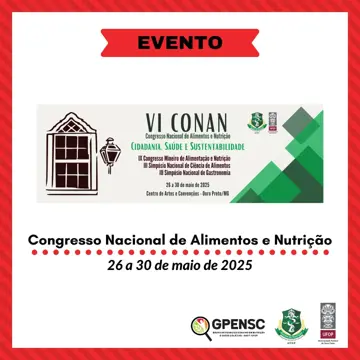 EVENTO
VI CONAN
Congresso Nacional de Alimentos e Nutrição
CIDADANIA, SAÚDE E SUSTENTABILIDADE
IX Congresso Mineiro de Alimentação e Nutrição
III Simpósio Nacional de Ciência de Alimentos
III Simpósio Nacional de Gastronomia
26 a 30 de maio de 2025
Centro de Artes e Convenções - Ouro Preto/MG
Congresso Nacional de Alimentos e Nutrição
26 a 30 de maio de 2025
GPENSC
UFOP